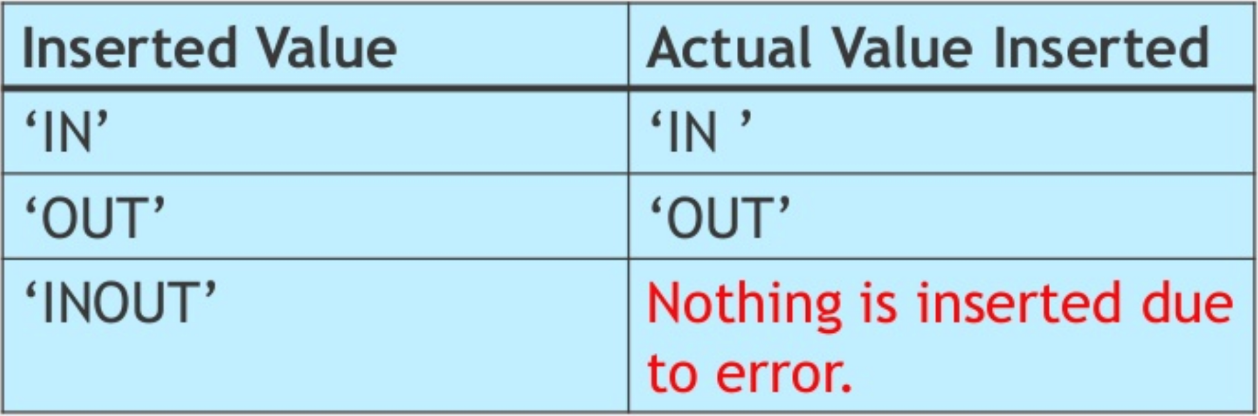 Inserted Value Actual Value Inserted
‘IN’ ‘IN ’
‘OUT’ ‘OUT’
‘INOUT’ Nothing is inserted due
to error.